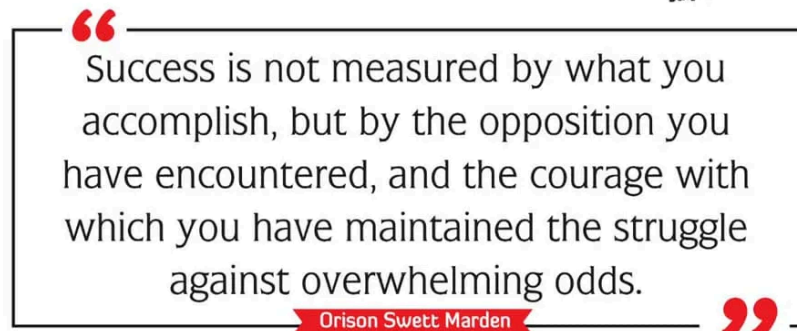 Success is not measured by what you
accomplish, but by the opposition you
have encountered, and the courage with
which you have maintained the struggle
against overwhelming odds.
Orison Swett Marden